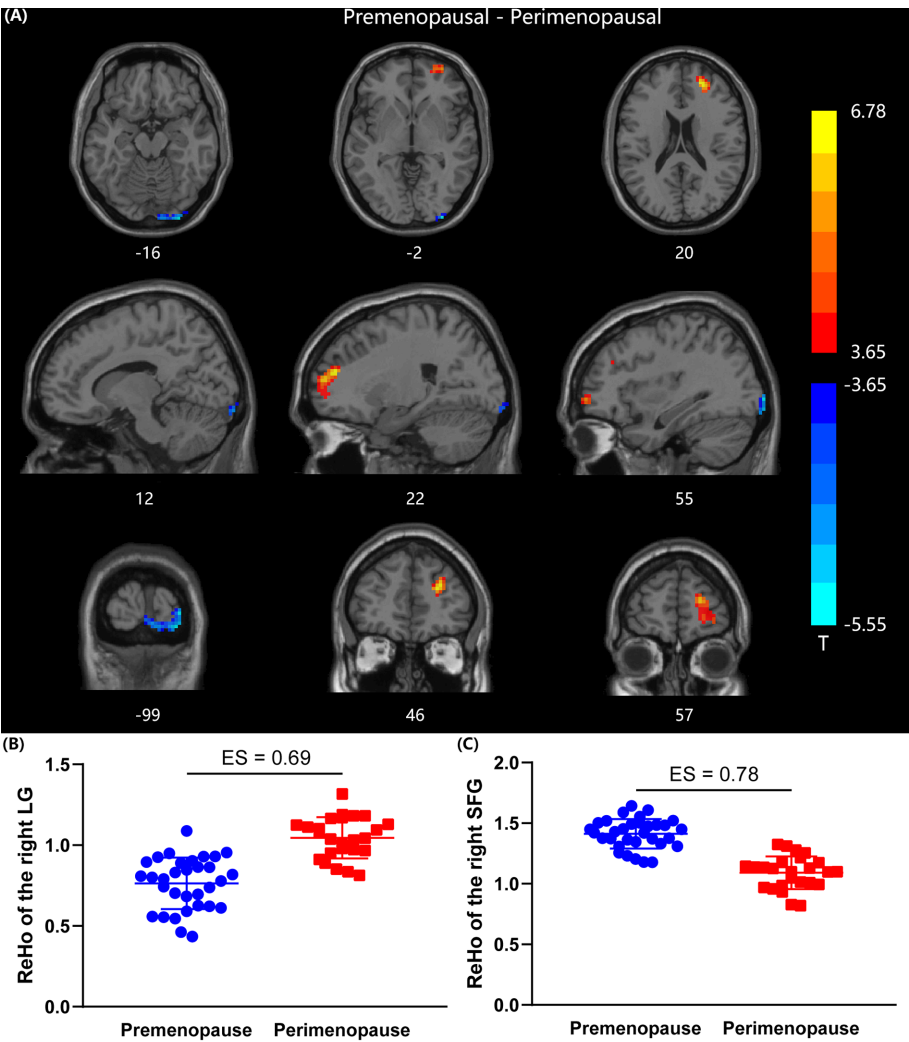 (A)
Premenopausal - Perimenopausal
-16
-2
20
6.78
3.65
-3.65
-5.55
T
12
22
55
-99
46
57
(B)
ES = 0.69
ReHo of the right LG
1.5
1.0
0.5
0.0
Premenopause
Perimenopause
(C)
ES = 0.78
ReHo of the right SFG
2.0
1.5
1.0
0.5
0.0
Premenopause
Perimenopause